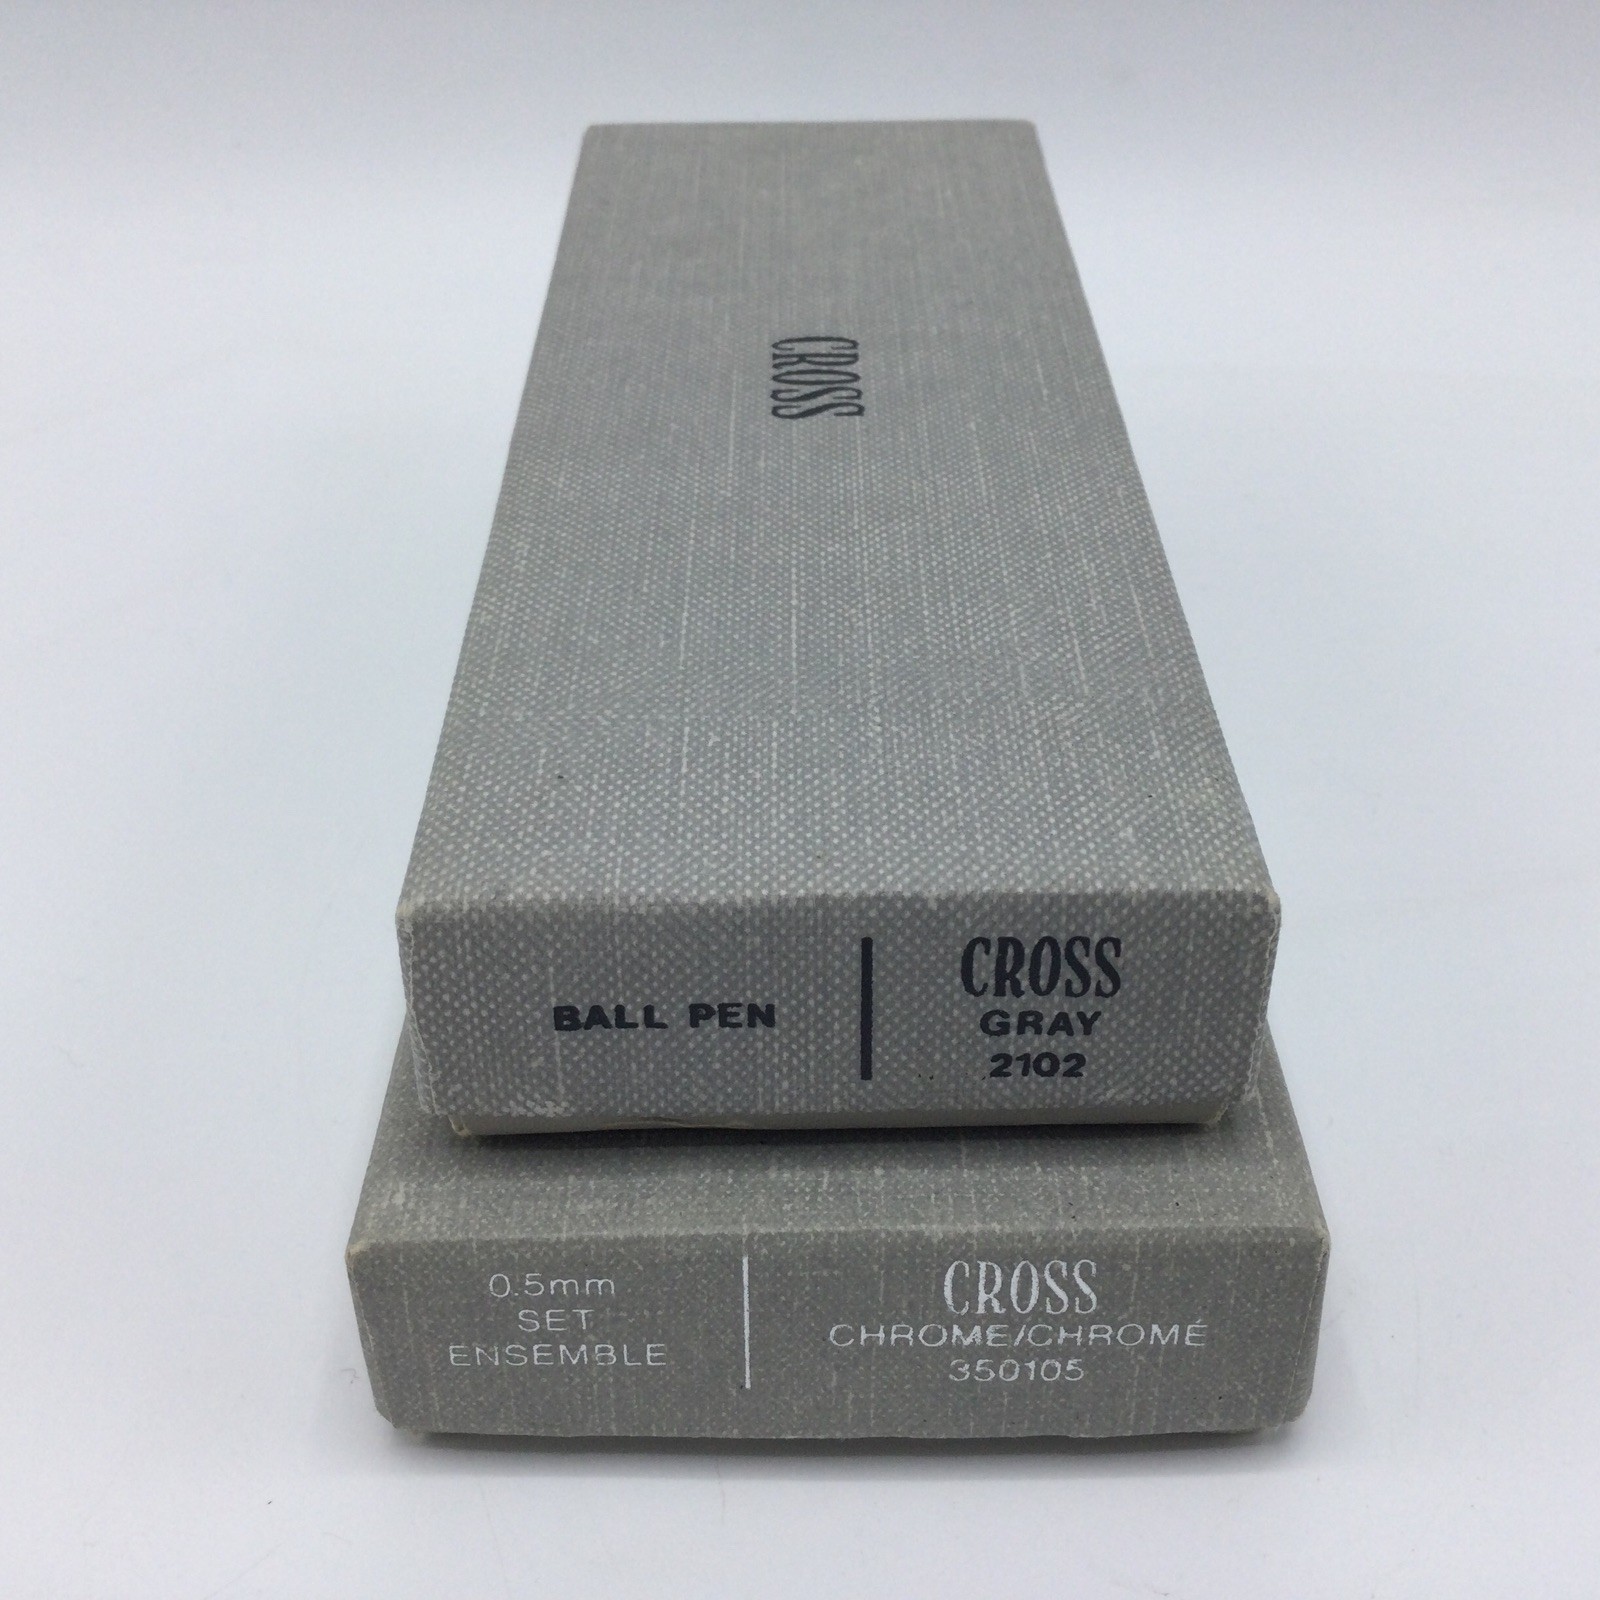 CROSS
BALL PEN
CROSS
GRAY
2102
0.5mm
SET
ENSEMBLE
CROSS
CHROME/CHROMÉ
350105